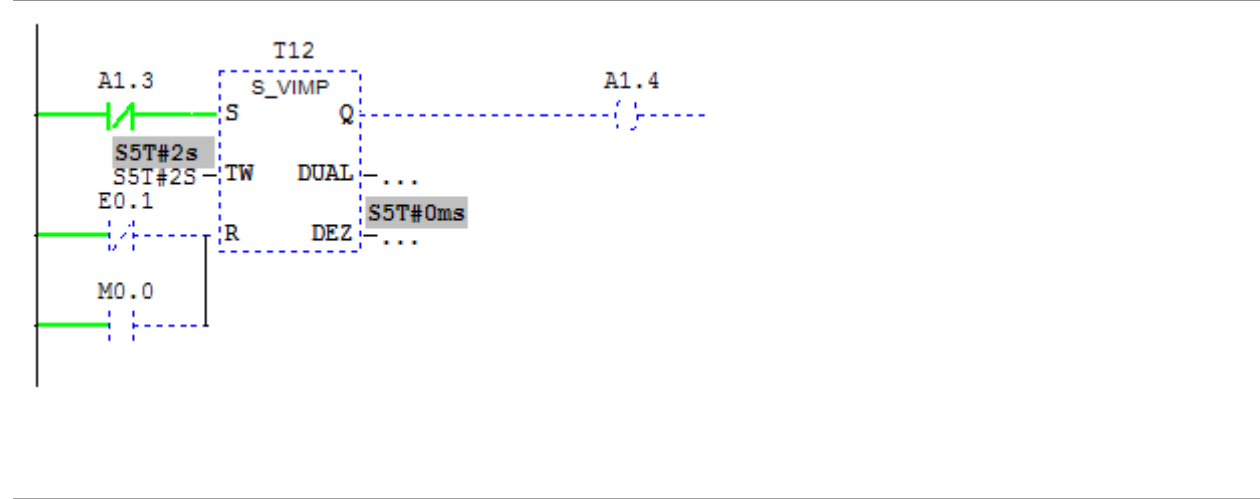 T12
A1.3
S_VIMP
A1.4
S
Q
S5T#2s
S5T#2S
TW
DUAL
...
E0.1
S5T#0ms
R
DEZ
...
M0.0